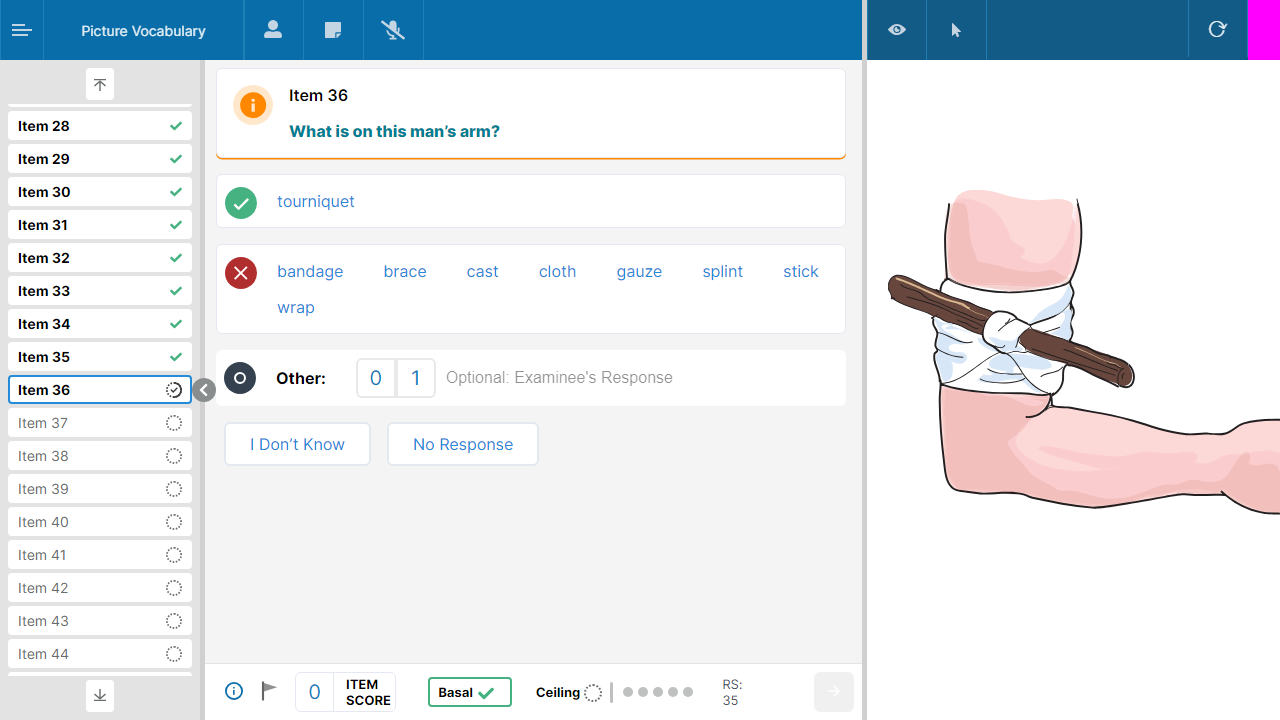 Picture Vocabulary
Item 28
Item 29
Item 30
Item 31
Item 32
Item 33
Item 34
Item 35
Item 36
Item 37
Item 38
Item 39
Item 40
Item 41
Item 42
Item 43
Item 44
Item 36
What is on this man’s arm?
tourniquet
bandage brace cast cloth gauze splint stick
wrap
Other: 0 1 Optional: Examinee's Response
I Don’t Know No Response
0 ITEM SCORE Basal Ceiling RS: 35